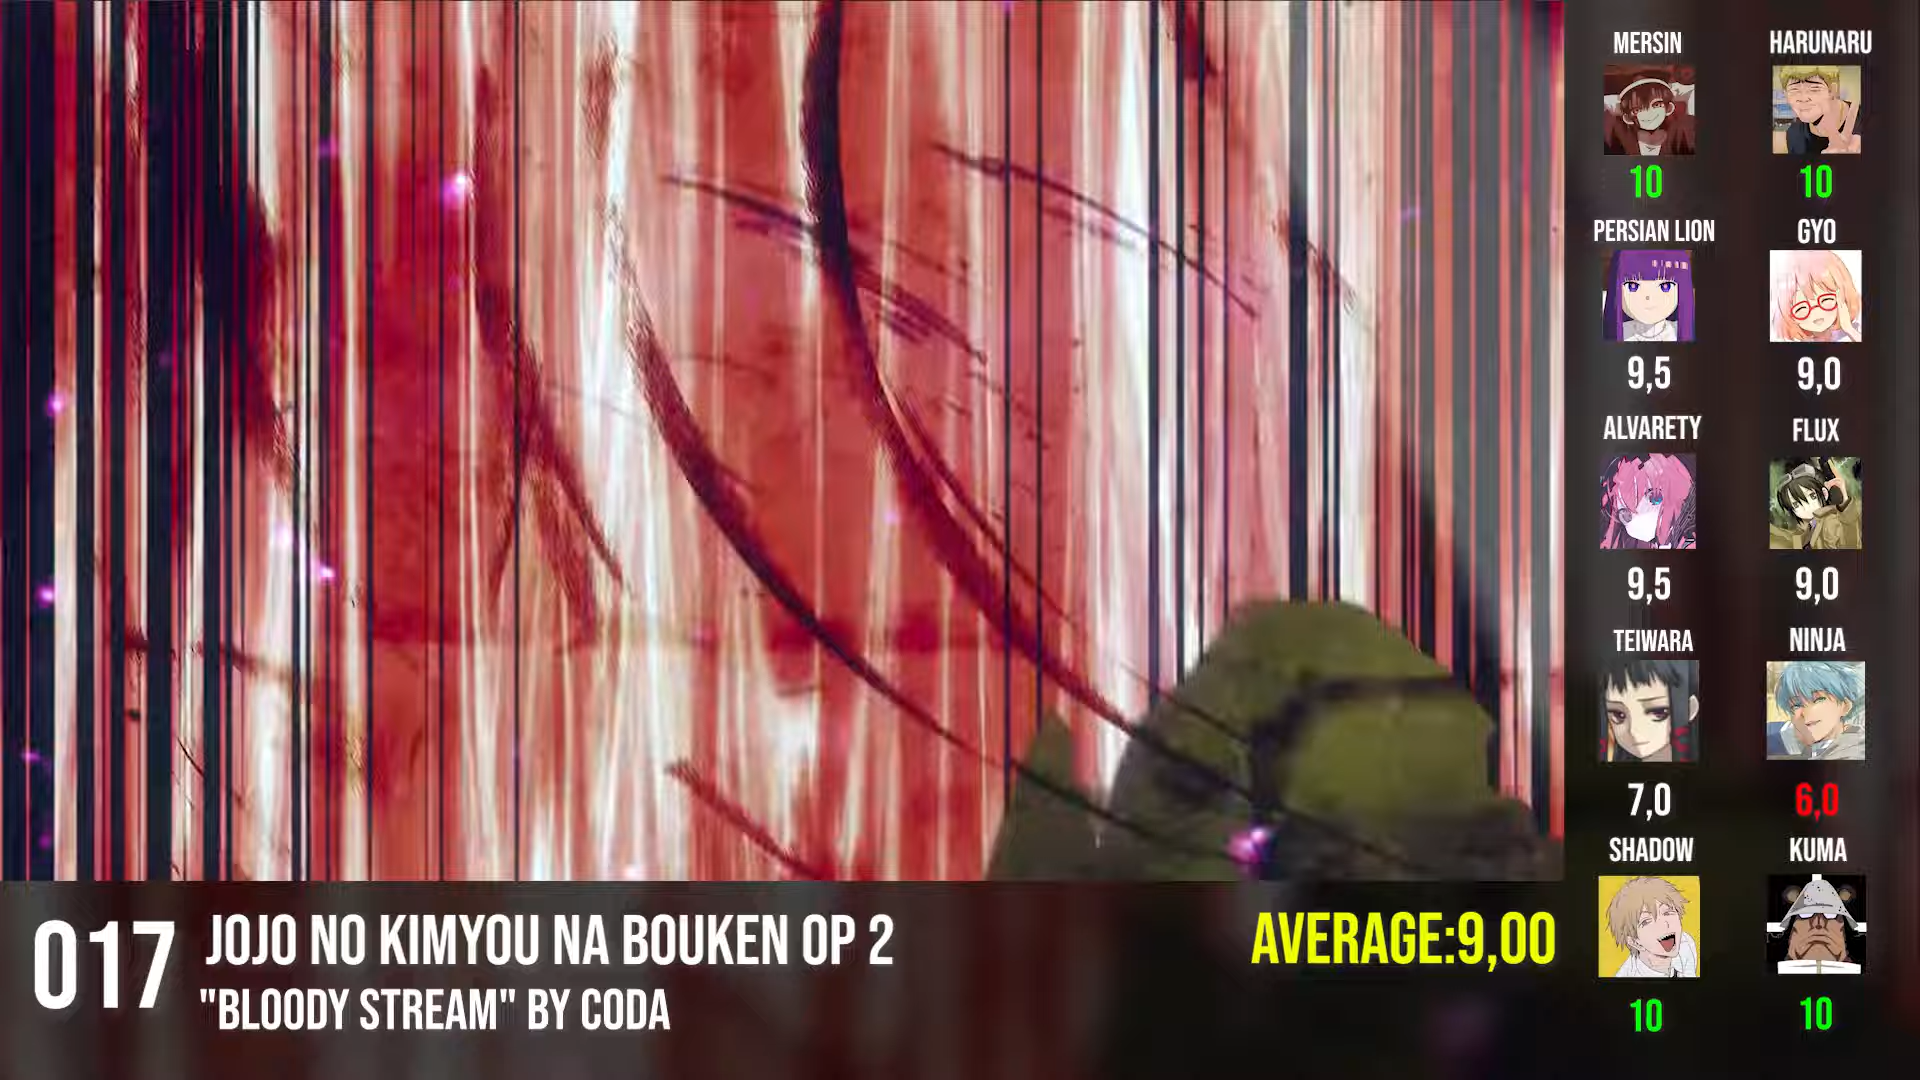 MERSIN HARUNARU
10 10
PERSIAN LION GYO
9,5 9,0
ALVARETY FLUX
9,5 9,0
TEIWARA NINJA
7,0 6,0
SHADOW KUMA
10 10
017
JOJO NO KIMYOU NA BOUKEN OP 2
"BLOODY STREAM" BY CODA
AVERAGE:9,00